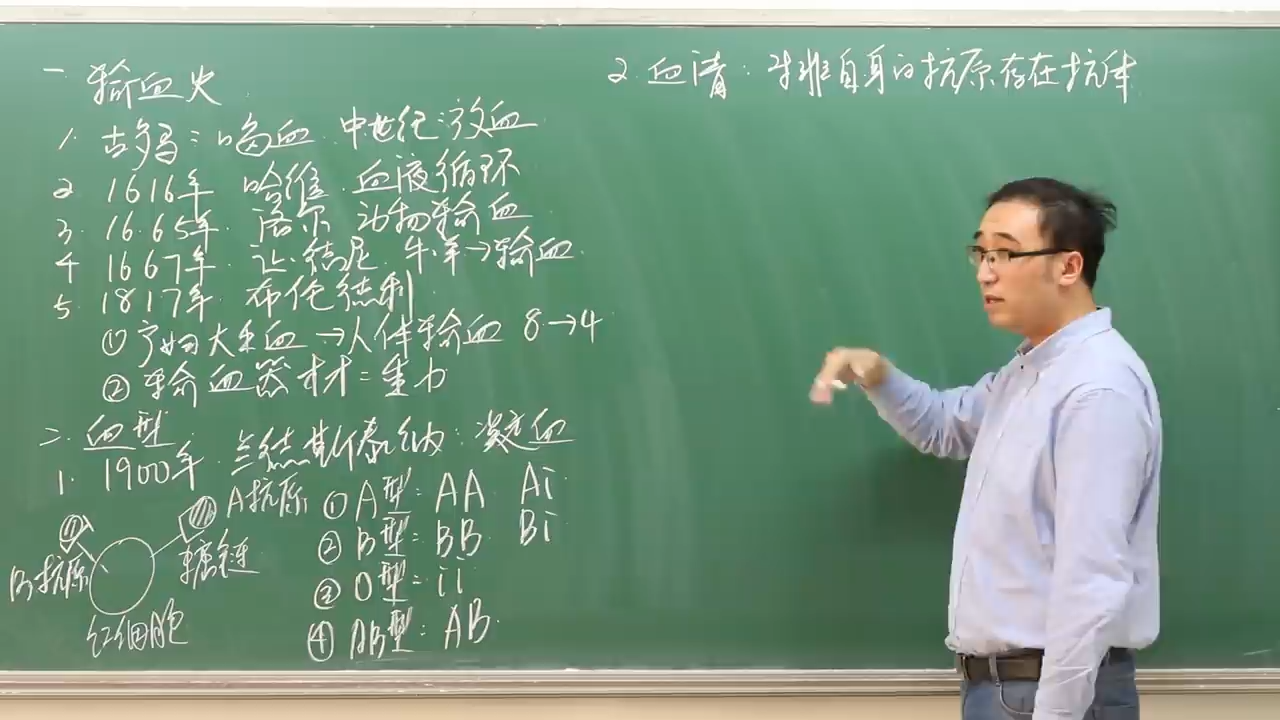 一 输血史
1. 古罗马：喝血 中世纪：放血
2 1616年 哈维 血液循环
3. 1665年 洛尔 动物输血
4 1667年 让·德尼 牛.羊→输血
5. 1817年 布伦德利
① 产妇大出血→人体输血 8→4
② 输血器材=重力
二. 血型
1. 1900年 兰德斯泰纳：凝血
A抗原
B抗原
糖链
红细胞
① A型：AA Ai
② B型：BB Bi
③ O型：ii
④ AB型：AB
2 血清：对非自身的抗原存在抗体